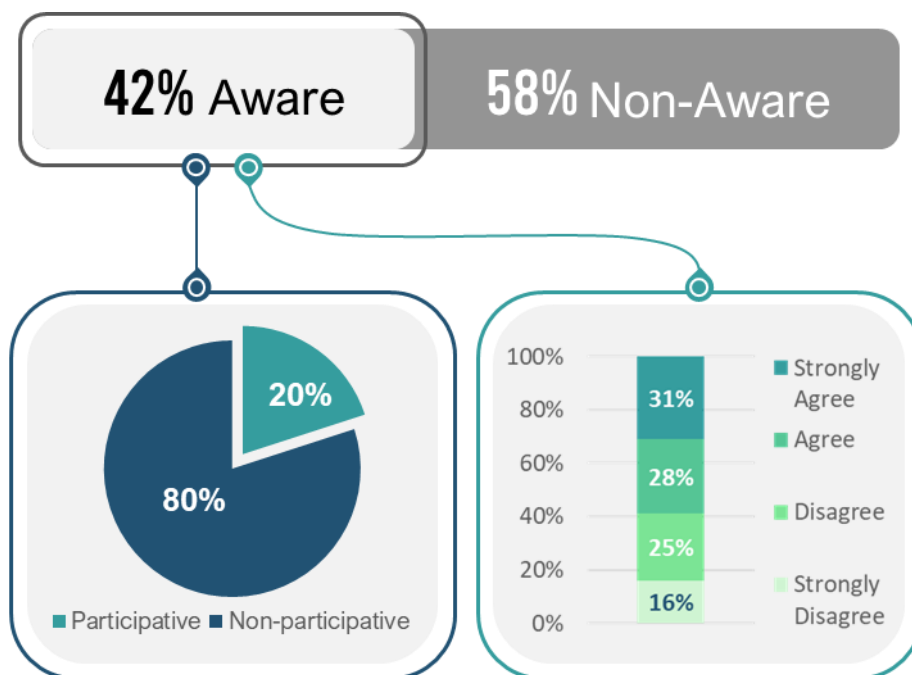 42% Aware
58% Non-Aware
20%
80%
Participative
Non-participative
100%
80%
60%
40%
20%
0%
31%
28%
25%
16%
Strongly
Agree
Agree
Disagree
Strongly
Disagree